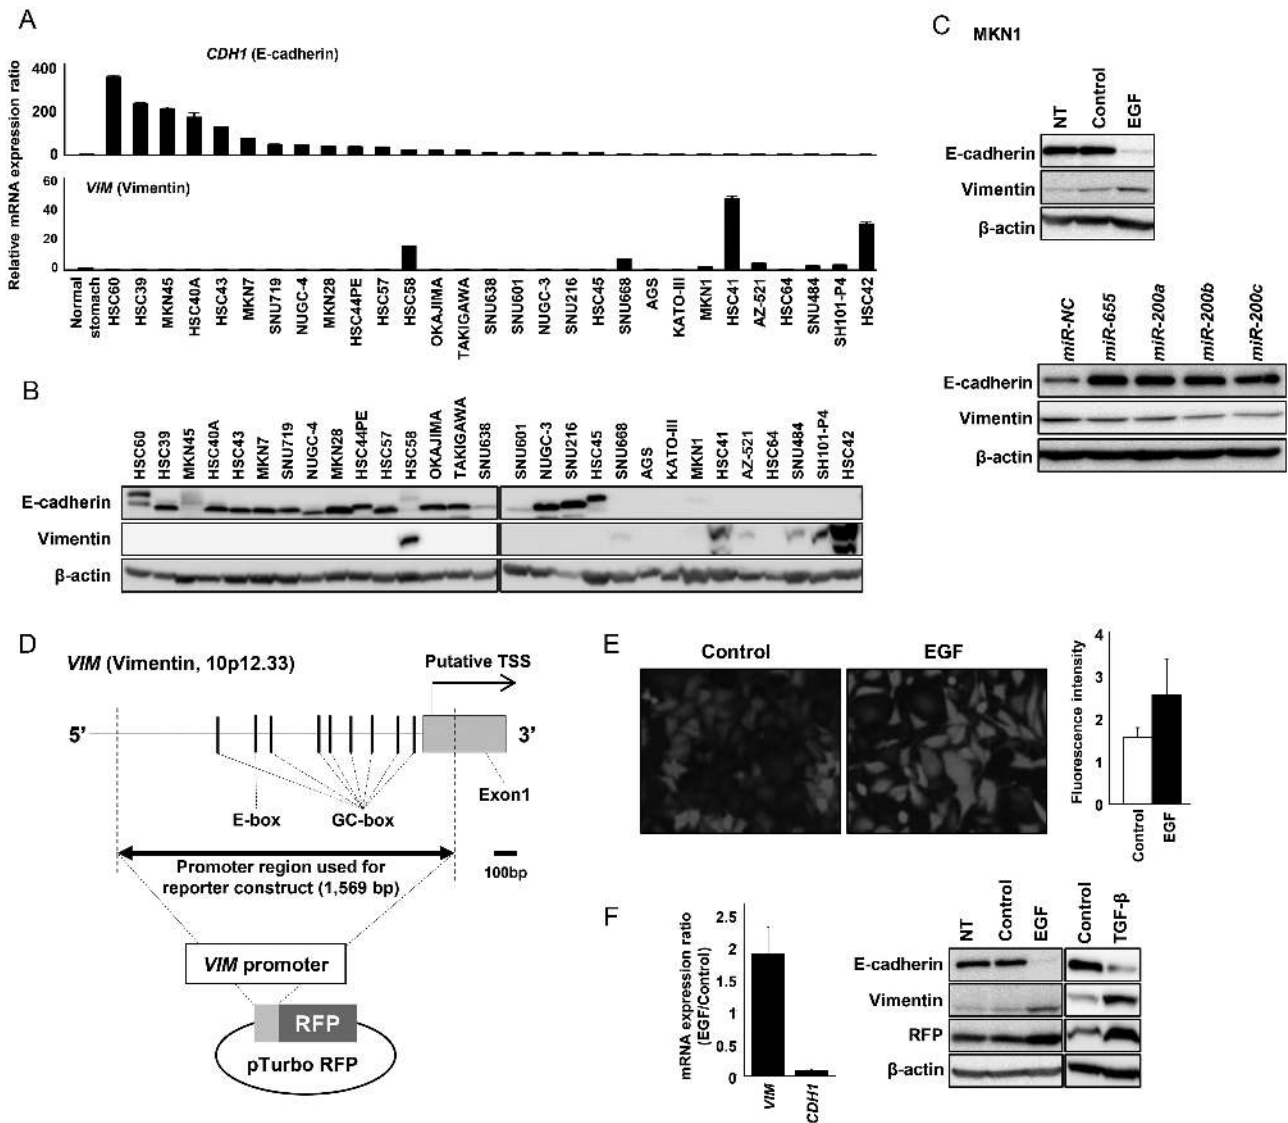 A
CDH1 (E-cadherin)
Relative mRNA expression ratio
400
200
0
VIM (Vimentin)
60
40
20
0
Normal stomach
HSC60
HSC39
MKN45
HSC40A
HSC43
MKN7
SNU719
NUGC-4
MKN28
HSC44PE
HSC57
HSC58
OKAJIMA
TAKIGAWA
SNU638
SNU601
NUGC-3
SNU216
HSC45
SNU668
AGS
KATO-III
MKN1
HSC41
AZ-521
HSC64
SNU484
SH101-P4
HSC42
B
HSC60
HSC39
MKN45
HSC40A
HSC43
MKN7
SNU719
NUGC-4
MKN28
HSC44PE
HSC57
HSC58
OKAJIMA
TAKIGAWA
SNU638
SNU601
NUGC-3
SNU216
HSC45
SNU668
AGS
KATO-III
MKN1
HSC41
AZ-521
HSC64
SNU484
SH101-P4
HSC42
E-cadherin
Vimentin
β-actin
C
MKN1
NT
Control
EGF
E-cadherin
Vimentin
β-actin
miR-NC
miR-655
miR-200a
miR-200b
miR-200c
E-cadherin
Vimentin
β-actin
D
VIM (Vimentin, 10p12.33)
Putative TSS
5'
3'
Exon1
E-box
GC-box
Promoter region used for
reporter construct (1,569 bp)
100bp
VIM promoter
RFP
pTurbo RFP
E
Control
EGF
Fluorescence intensity
4
3
2
1
0
Control
EGF
F
mRNA expression ratio
(EGF/Control)
2.5
2
1.5
1
0.5
0
VIM
CDH1
NT
Control
EGF
Control
TGF-β
E-cadherin
Vimentin
RFP
β-actin